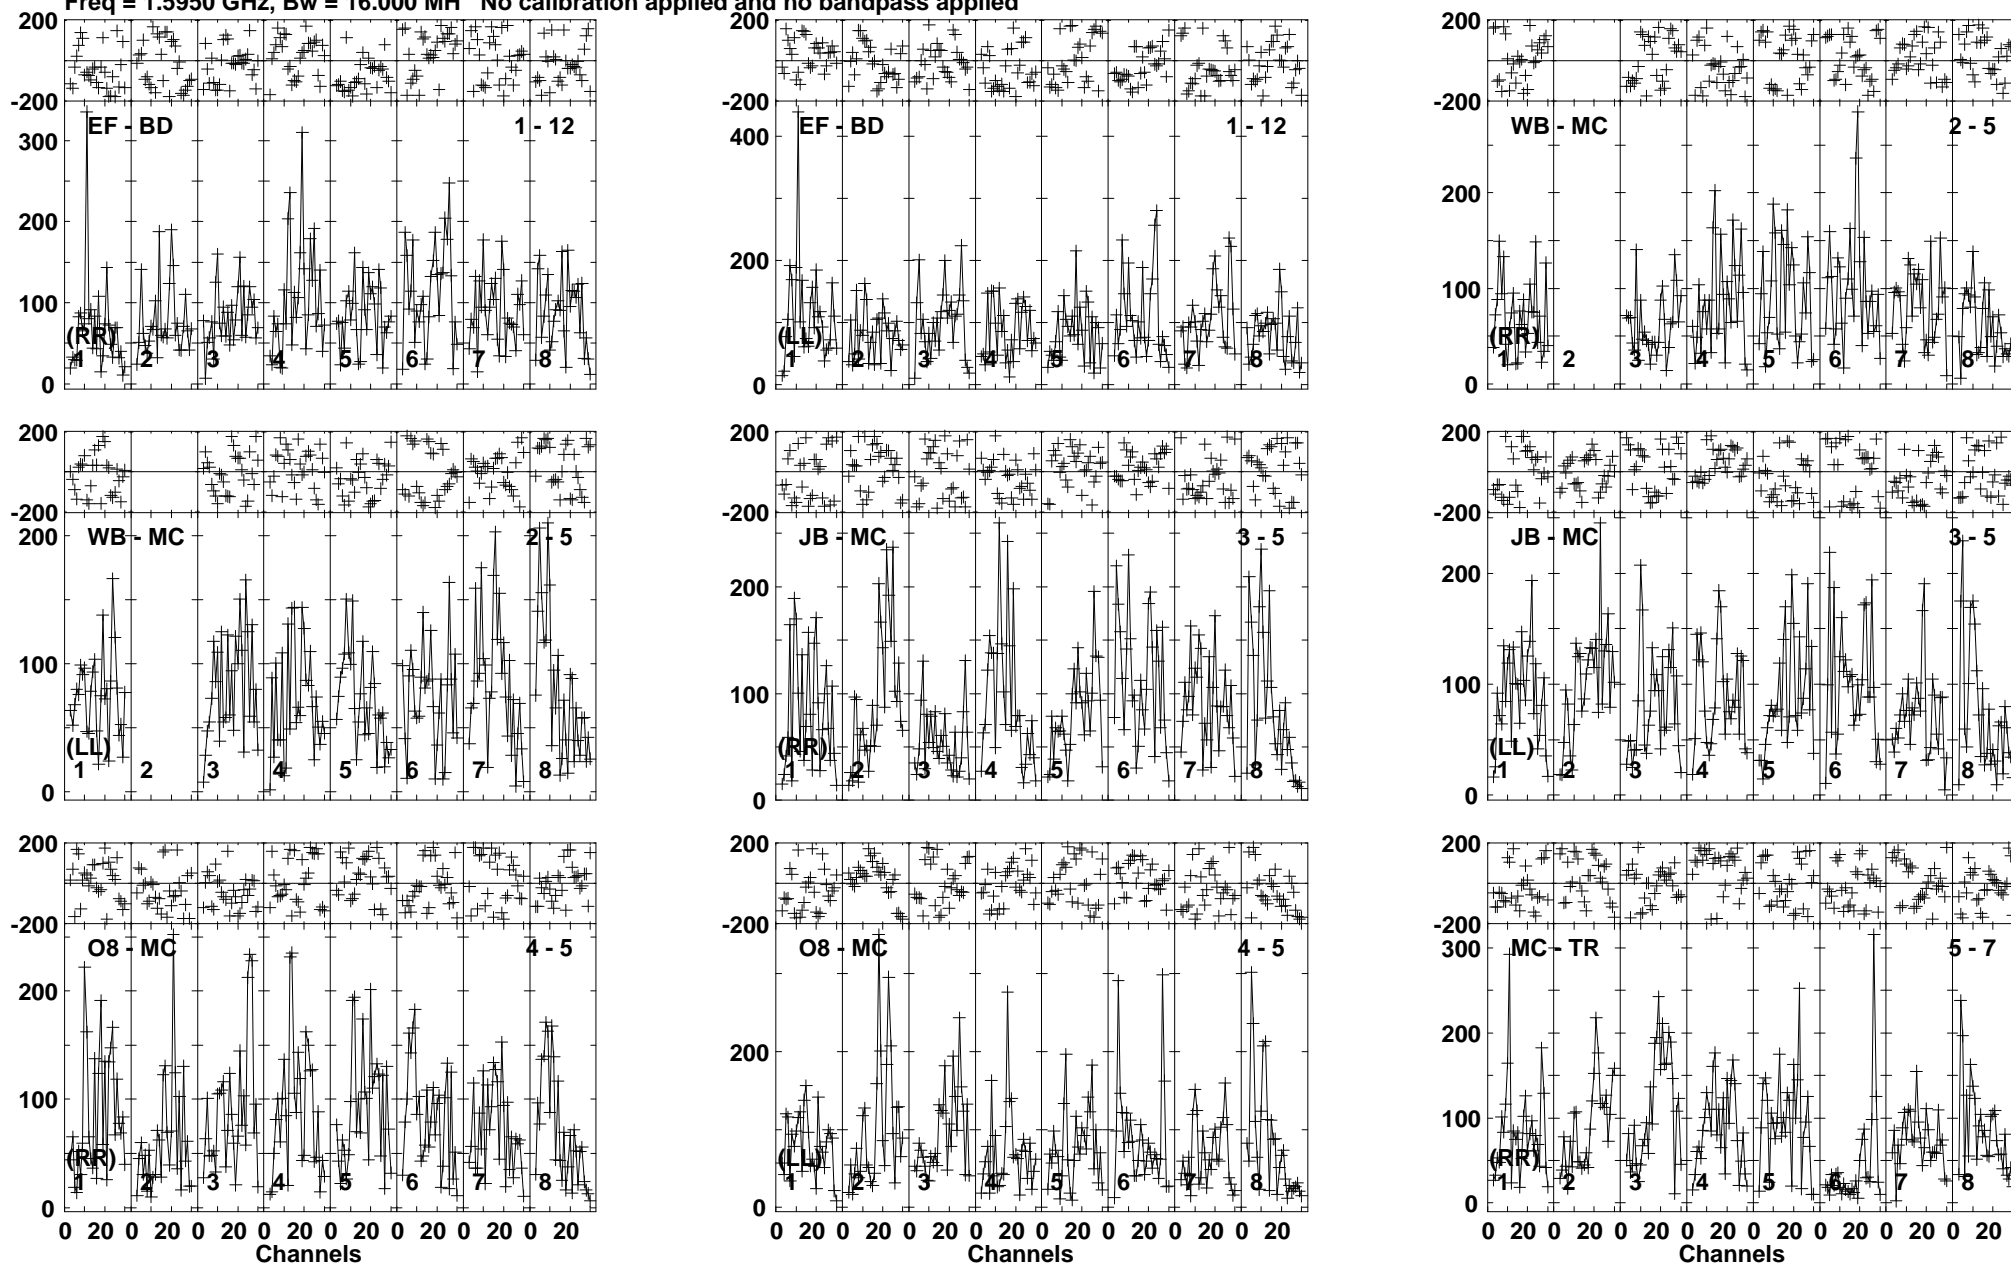 Freq = 1.5950 GHz, Bw = 16.000 MH No calibration applied and no bandpass applied
200 200 200
-200 -200 -200
EF - BD 1 - 12 EF - BD 1 - 12 WB - MC 2 - 5
300 400
200 200 200
100 100
(RR) (LL) (RR)
1 2 3 4 5 6 7 8 1 2 3 4 5 6 7 8 1 2 3 4 5 6 7 8
0 0 0
200 200 200
-200 -200 -200
WB - MC 2 - 5 JB - MC 3 - 5 JB - MC 3 - 5
200 200 200
100 100 100
(LL) (RR) (LL)
1 2 3 4 5 6 7 8 1 2 3 4 5 6 7 8 1 2 3 4 5 6 7 8
0 0 0
200 200 200
-200 -200 -200
O8 - MC 4 - 5 O8 - MC 4 - 5 MC - TR 5 - 7
300
200 200 200
100 100
(RR) (LL) (RR)
1 2 3 4 5 6 7 8 1 2 3 4 5 6 7 8 1 2 3 4 5 6 7 8
0 0 0
0 20 0 20 0 20 0 20 0 20 0 20 0 20 0 20 0 20 0 20 0 20 0 20 0 20 0 20 0 20 0 20 0 20 0 20 0 20 0 20 0 20 0 20 0 20 0 20
Channels Channels Channels